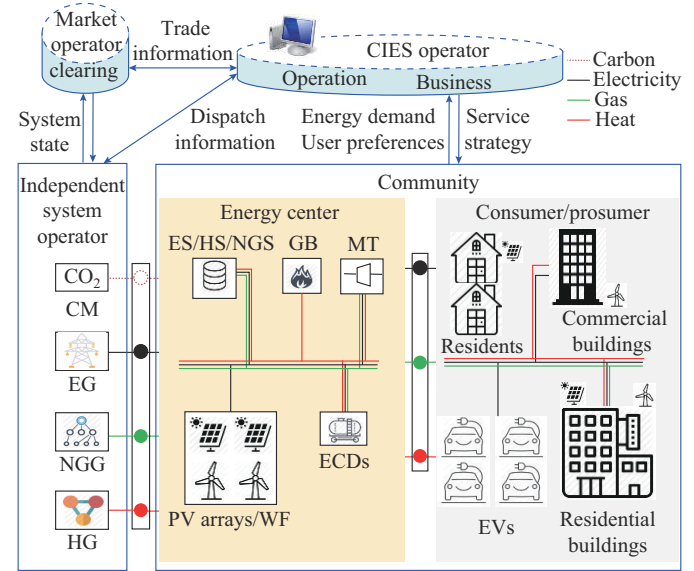 Market
operator
clearing
Trade
information
CIES operator
Operation
Business
Carbon
Electricity
Gas
Heat
System
state
Dispatch
information
Energy demand
User preferences
Service
strategy
Independent
system
operator
Community
Energy center
Consumer/prosumer
ES/HS/NGS
GB
MT
CO₂
CM
EG
NGG
HG
PV arrays/WF
ECDs
Residents
Commercial
buildings
EVs
Residential
buildings